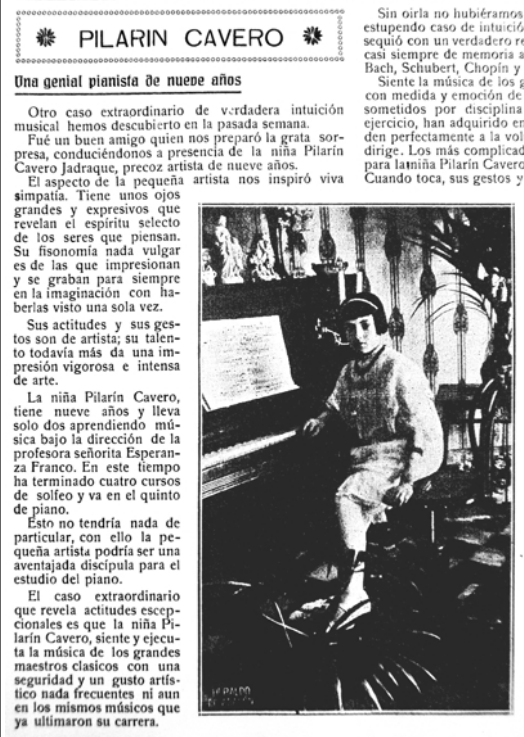 PILARIN CAVERO
Una genial pianista de nueve años
Otro caso extraordinario de verdadera intuición
musical hemos descubierto en la pasada semana.
Fué un buen amigo quien nos preparó la grata sor-
presa, conduciéndonos a presencia de la niña Pilarín
Cavero Jadraque, precoz artista de nueve años.
El aspecto de la pequeña artista nos inspiró viva
simpatía. Tiene unos ojos
grandes y expresivos que
revelan el espíritu selecto
de los seres que piensan.
Su fisonomía nada vulgar
es de las que impresionan
y se graban para siempre
en la imaginación con ha-
berlas visto una sola vez.
Sus actitudes y sus ges-
tos son de artista; su talen-
to todavía más da una im-
presión vigorosa e intensa
de arte.
La niña Pilarín Cavero,
tiene nueve años y lleva
solo dos aprendiendo mú-
sica bajo la dirección de la
profesora señorita Esperan-
za Franco. En este tiempo
ha terminado cuatro cursos
de solfeo y va en el quinto
de piano.
Esto no tendría nada de
particular, con ello la pe-
queña artista podría ser una
aventajada discípula para el
estudio del piano.
El caso extraordinario
que revela actitudes escep-
cionales es que la niña Pi-
larín Cavero, siente y ejecu-
ta la música de los grandes
maestros clasicos con una
seguridad y un gusto artís-
tico nada frecuentes ni aun
en los mismos músicos que
ya ultimaron su carrera.
Sin oirla no hubiéramos
estupendo caso de intuició
sequió con un verdadero re
casi siempre de memoria a
Bach, Schubert, Chopín y
Siente la música de los g
con medida y emoción de
sometidos por disciplina
ejercicio, han adquirido en
den perfectamente a la vol
dirige. Los más complicad
para la niña Pilarín Cavero
Cuando toca, sus gestos y
HERALDO